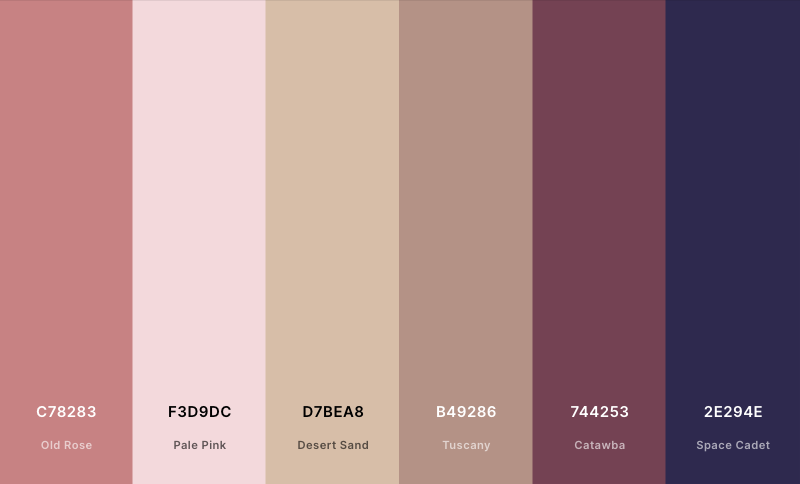 C78283 F3D9DC D7BEA8 B49286 744253 2E294E
Old Rose Pale Pink Desert Sand Tuscany Catawba Space Cadet